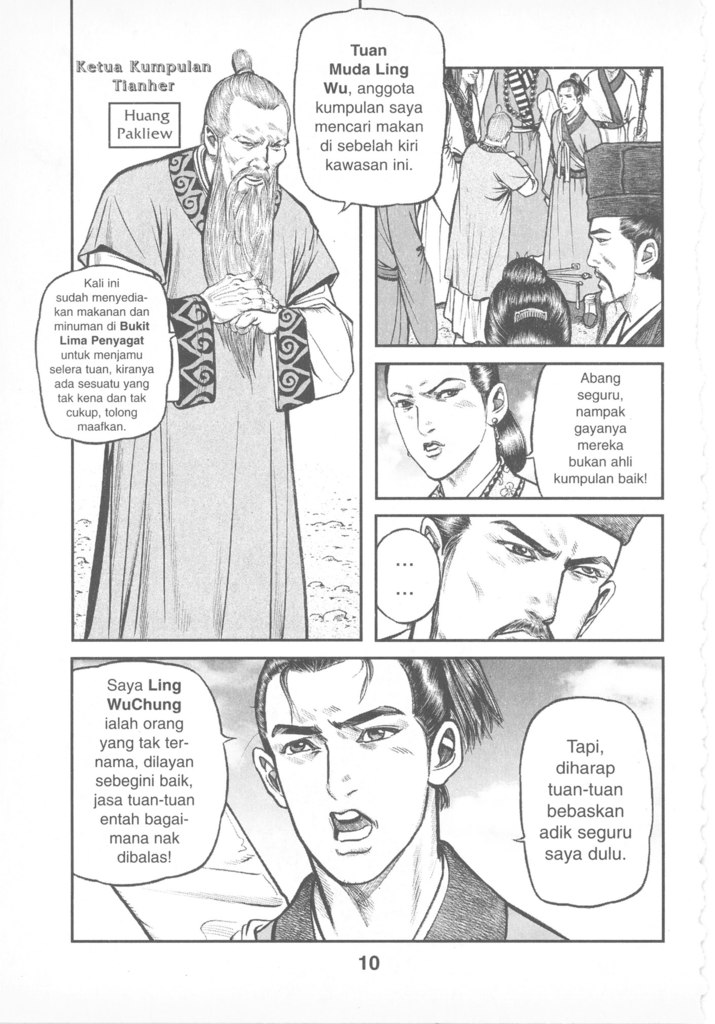 Ketua Kumpulan
Tianher
Huang
Pakliew
Tuan
Muda Ling
Wu, anggota
kumpulan saya
mencari makan
di sebelah kiri
kawasan ini.
Kali ini
sudah menyedia-
kan makanan dan
minuman di Bukit
Lima Penyagat
untuk menjamu
selera tuan, kiranya
ada sesuatu yang
tak kena dan tak
cukup, tolong
maafkan.
Abang
seguru,
nampak
gayanya
mereka
bukan ahli
kumpulan baik!
...
...
Saya Ling
WuChung
ialah orang
yang tak ter-
nama, dilayan
sebegini baik,
jasa tuan-tuan
entah bagai-
mana nak
dibalas!
Tapi,
diharap
tuan-tuan
bebaskan
adik seguru
saya dulu.
10